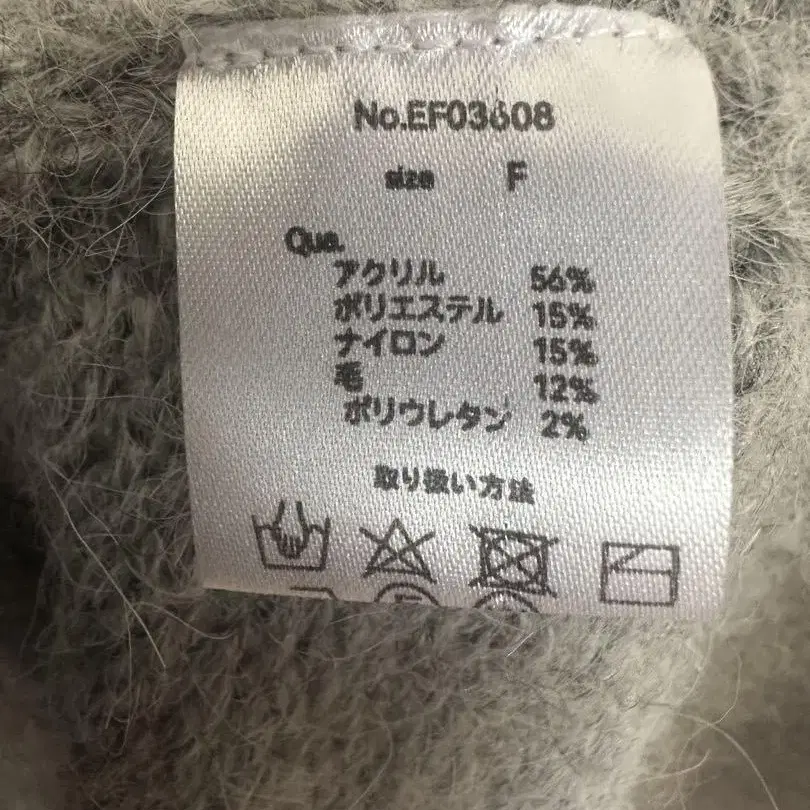 No.EF03608
size F
Qua.
アクリル 56%
ポリエステル 15%
ナイロン 15%
毛 12%
ポリウレタン 2%
取り扱い方法